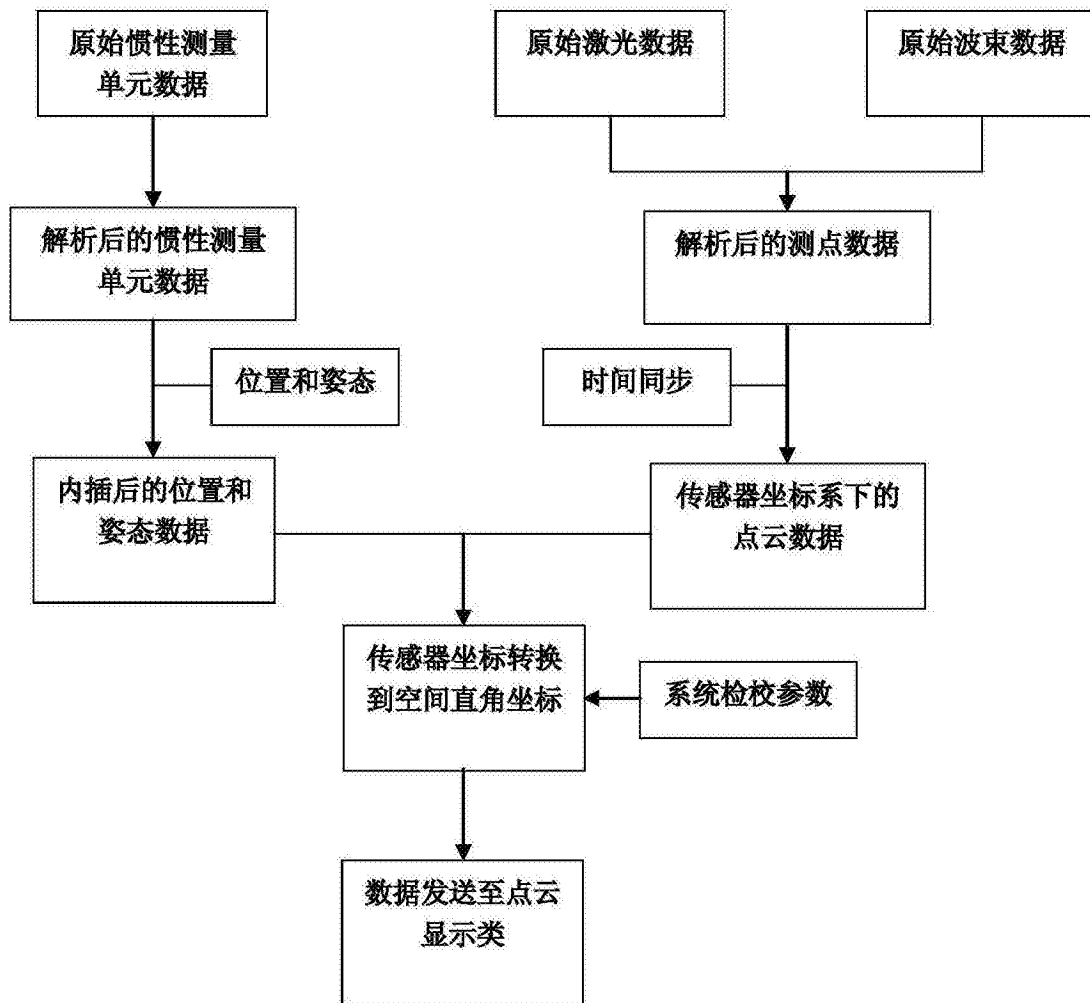 原始惯性测量
单元数据
原始激光数据
原始波束数据
解析后的惯性测量
单元数据
解析后的测点数据
位置和姿态
时间同步
内插后的位置和
姿态数据
传感器坐标系下的
点云数据
传感器坐标转换
到空间直角坐标
系统检校参数
数据发送至点云
显示类